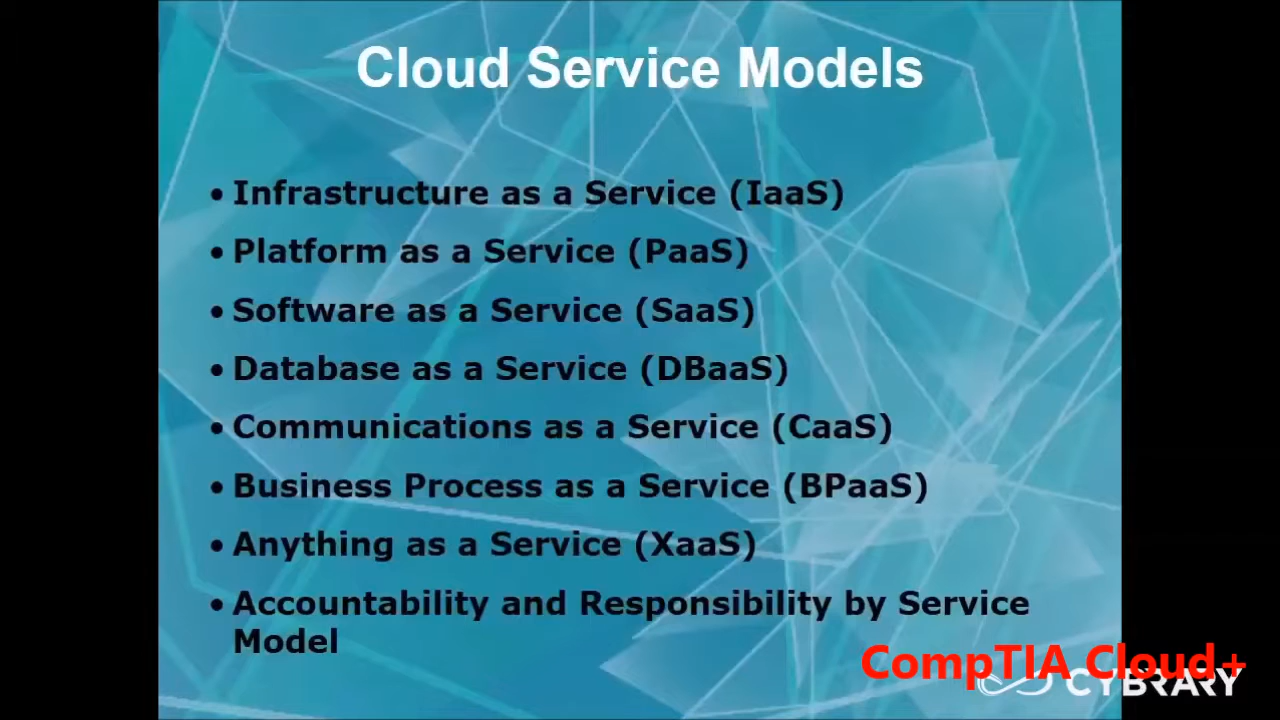 Cloud Service Models
• Infrastructure as a Service (IaaS)
• Platform as a Service (PaaS)
• Software as a Service (SaaS)
• Database as a Service (DBaaS)
• Communications as a Service (CaaS)
• Business Process as a Service (BPaaS)
• Anything as a Service (XaaS)
• Accountability and Responsibility by Service
Model
CompTIA Cloud+
CYBRARY